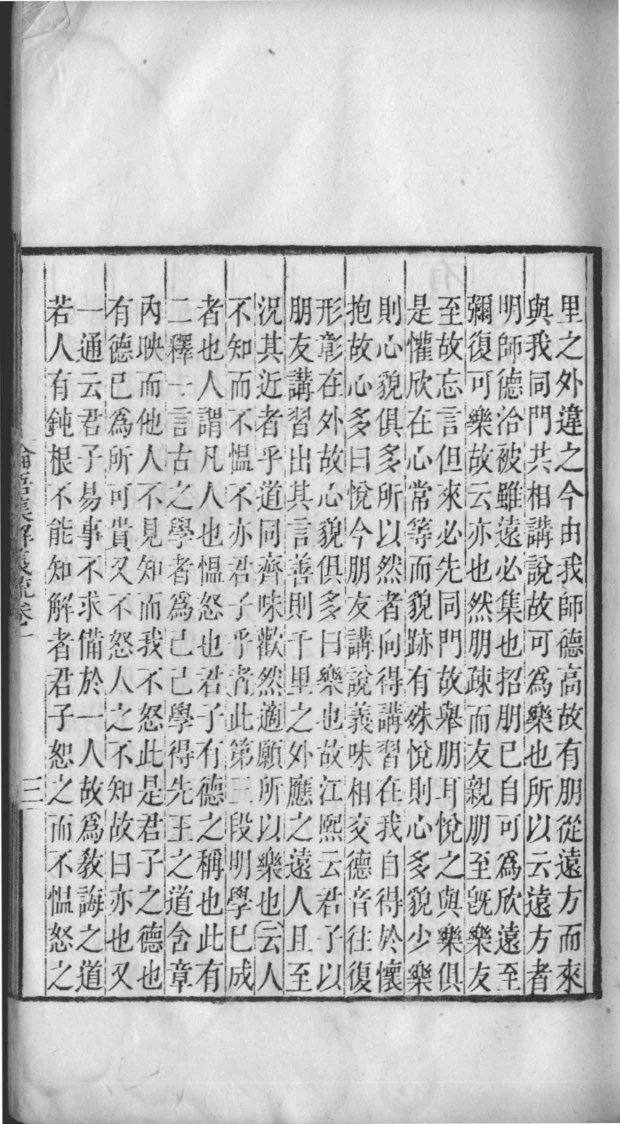 里之外違之今由我師德高故有朋從遠方而來
與我同門共相講說故可爲樂也所以云遠方者
明師德洽被雖遠必集也招朋已自可爲欣遠至
彌復可樂故云亦也然朋疎而友親朋至旣樂友
至故忘言但來必先同門故舉朋耳悅之與樂俱
是懽欣在心常等而貌跡有殊悅則心多貌少樂
則心貌俱多所以然者向得講習在我自得於懷
抱故心多曰悅今朋友講說義味相交德音往復
形彰在外故心貌俱多曰樂也故江熙云君子以
朋友講習出其言善則千里之外應之遠人且至
況其近者乎道同齊味歡然適願所以樂也云人
不知而不慍不亦君子乎者此第三段明學已成
者也人謂凡人也慍怒也君子有德之稱也此有
二釋一言古之學者爲己己學得先王之道含章
內映而他人不見知而我不怒此是君子之德也
有德已爲所可貴又不怒人之不知故曰亦也又
一通云君子易事不求備於一人故爲敎誨之道
若人有鈍根不能知解者君子恕之而不慍怒之
論語集解義疏卷一 三